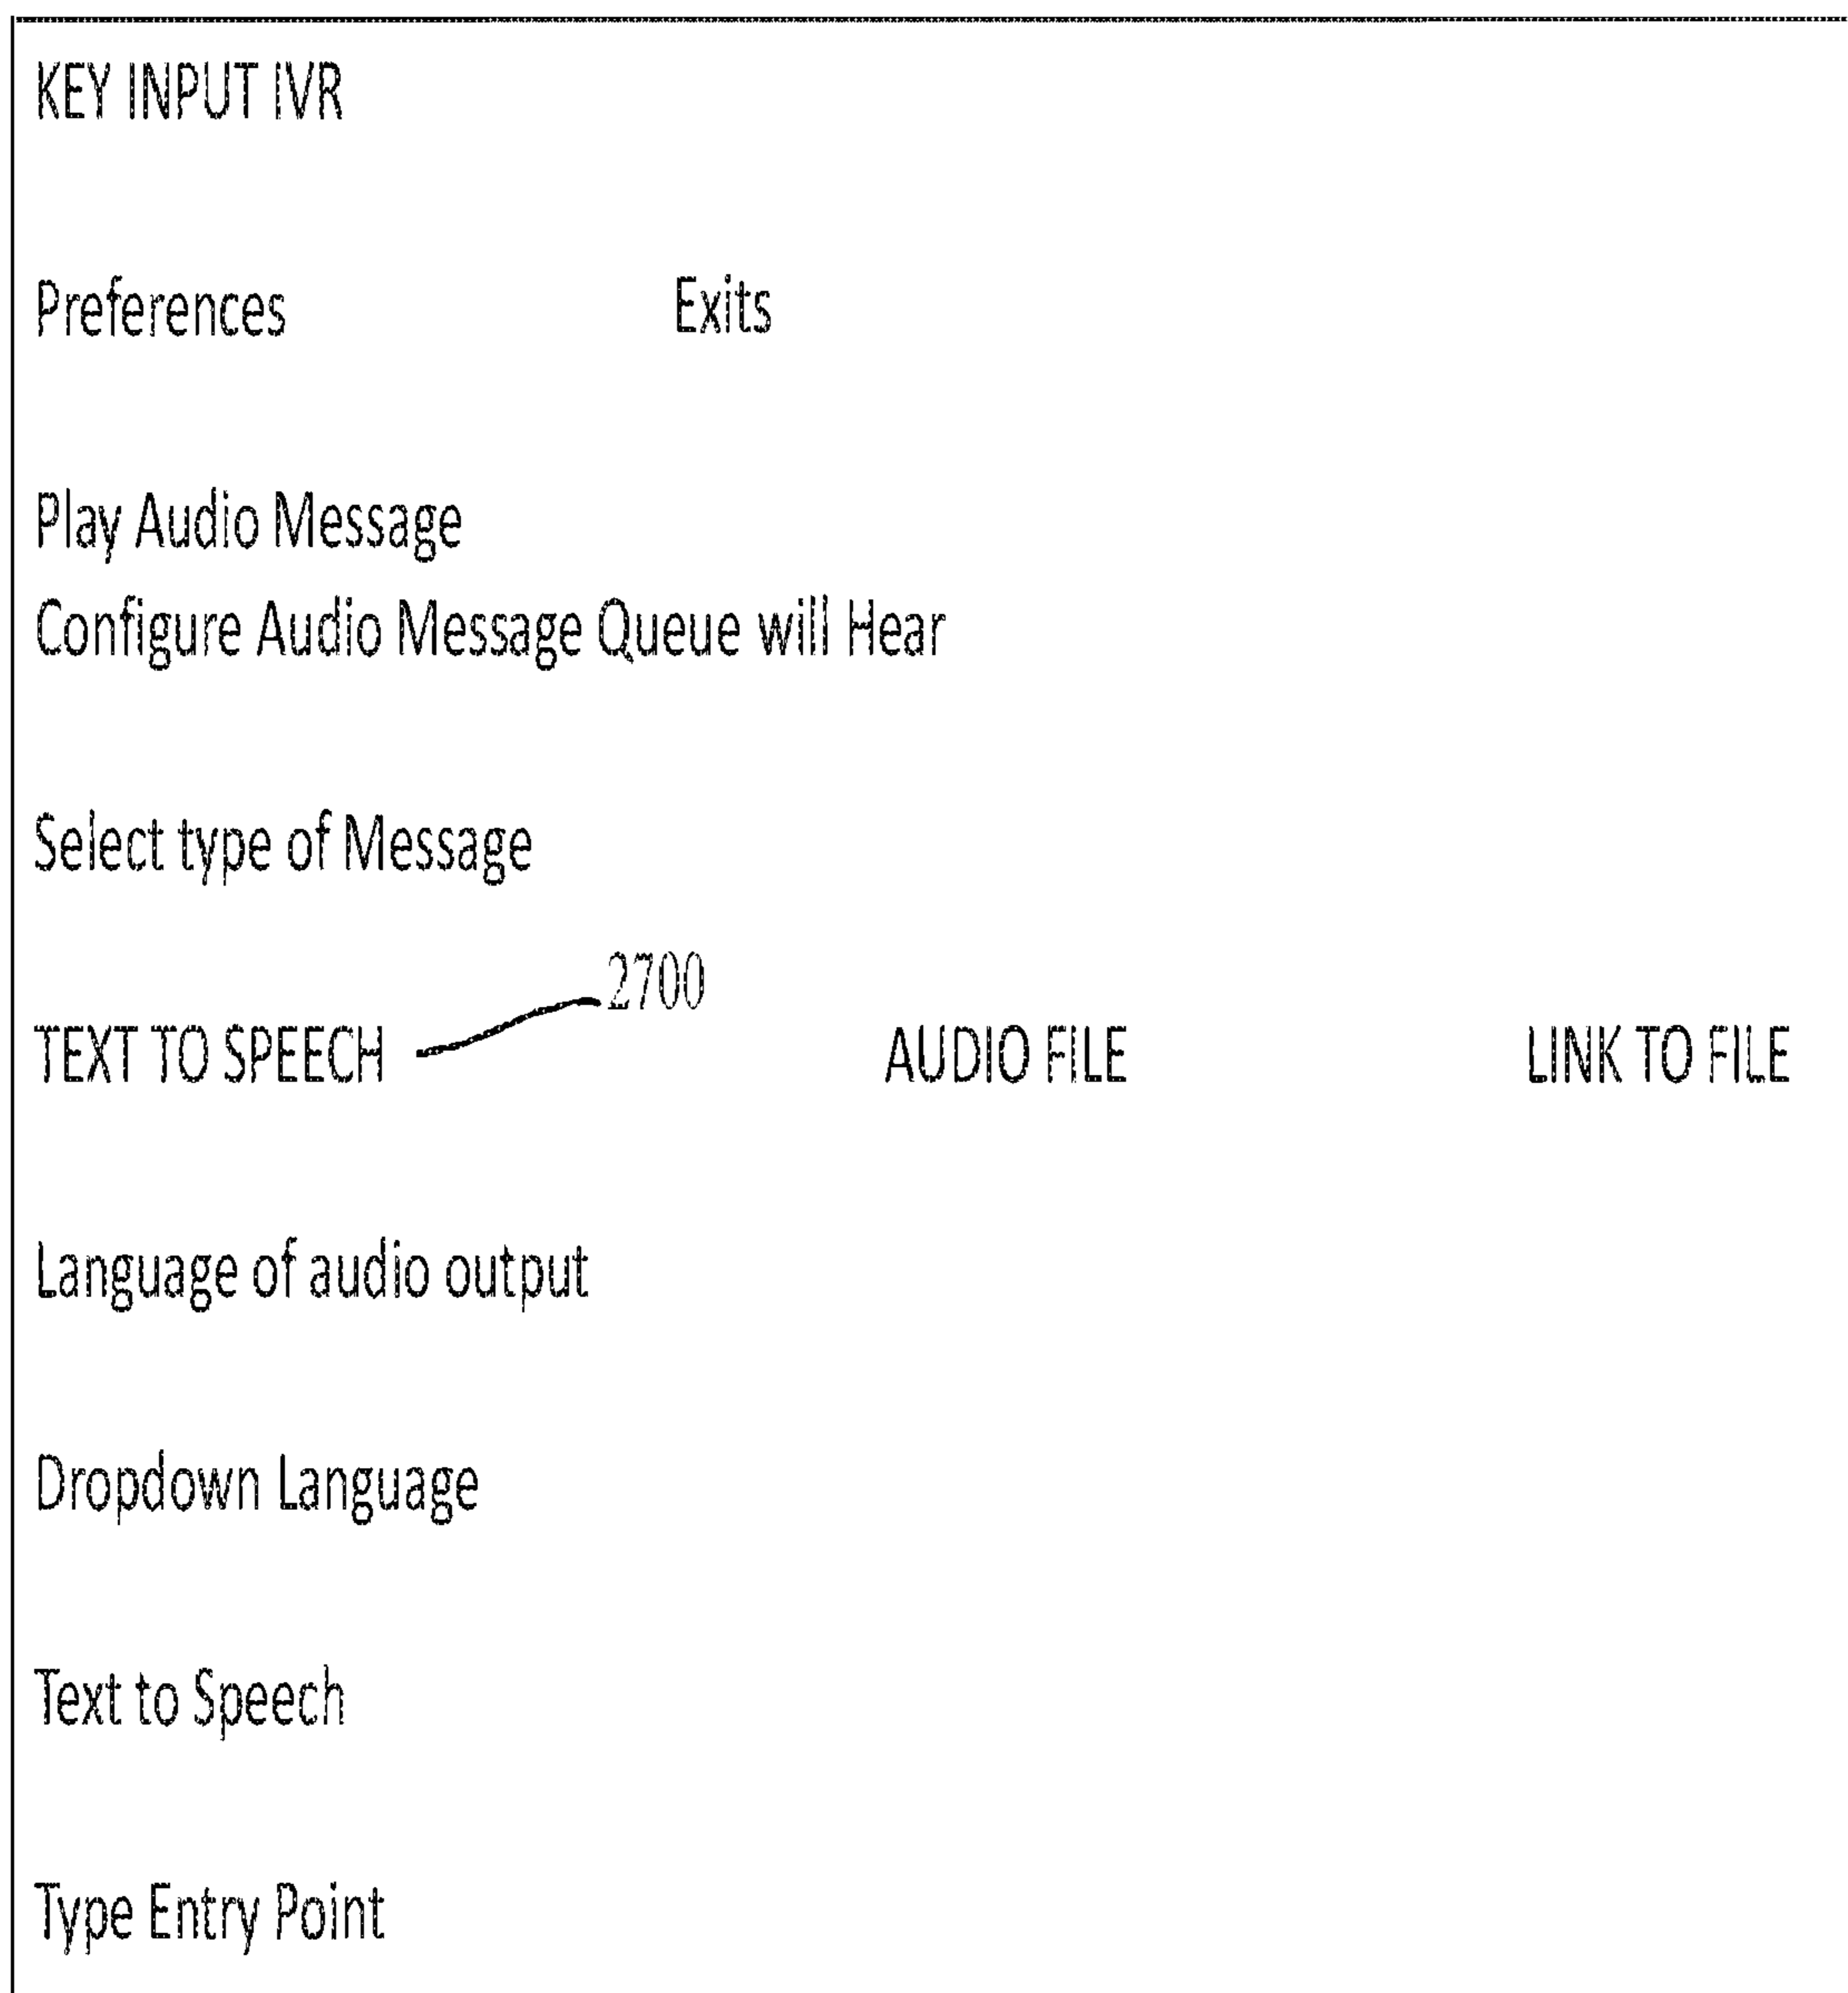 KEY INPUT IVR
Preferences Exits
Play Audio Message
Configure Audio Message Queue will Hear
Select type of Message
2700
TEXT TO SPEECH AUDIO FILE LINK TO FILE
Language of audio output
Dropdown Language
Text to Speech
Type Entry Point